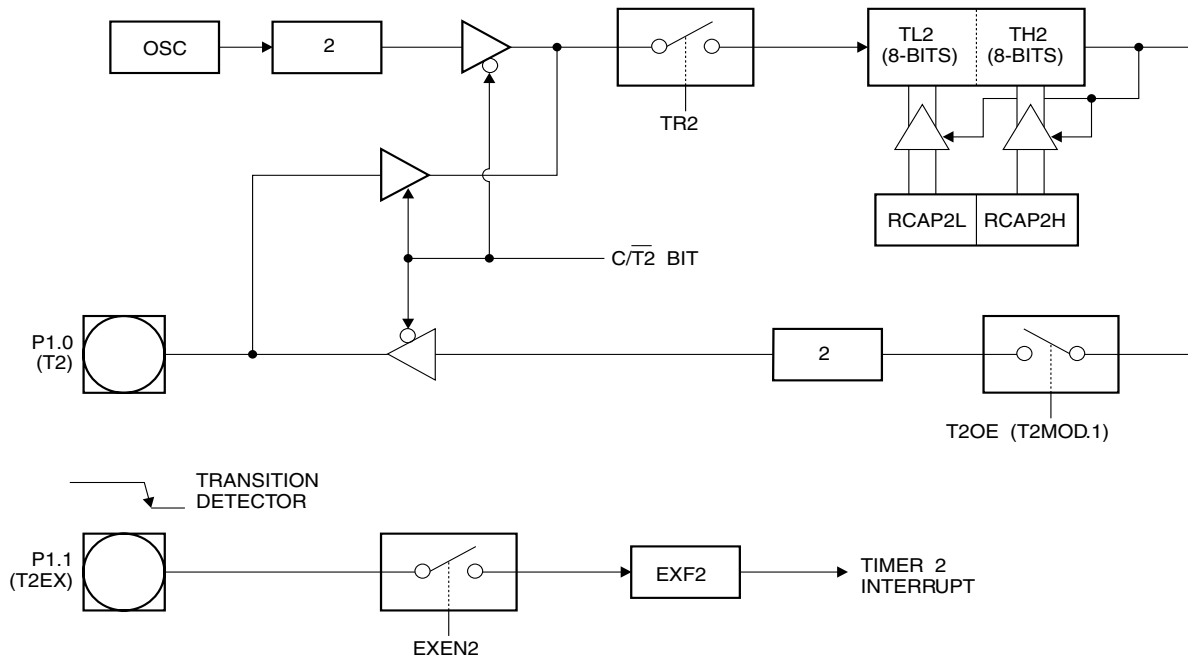 OSC
2
TR2
TL2
(8-BITS)
TH2
(8-BITS)
RCAP2L
RCAP2H
C/T2 BIT
P1.0
(T2)
2
T2OE (T2MOD.1)
TRANSITION
DETECTOR
P1.1
(T2EX)
EXF2
TIMER 2
INTERRUPT
EXEN2